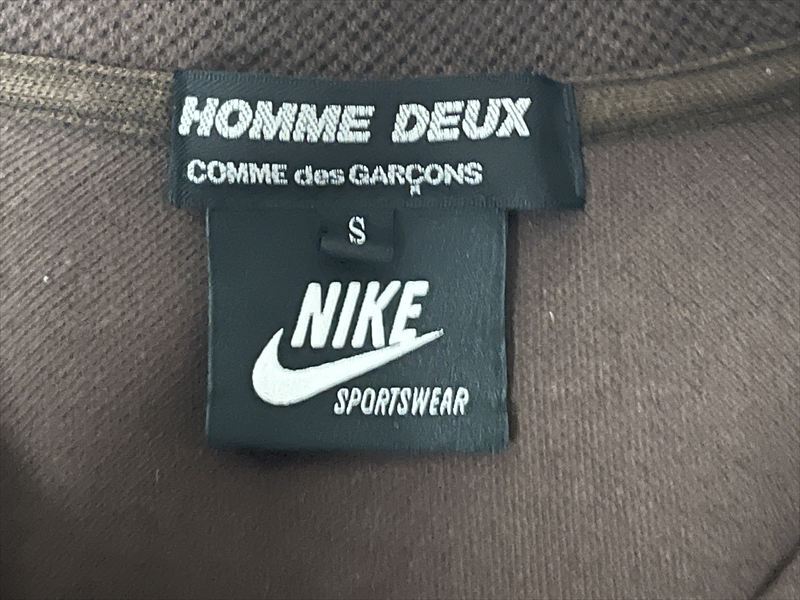 HOMME DEUX
COMME des GARÇONS
S
NIKE
SPORTSWEAR